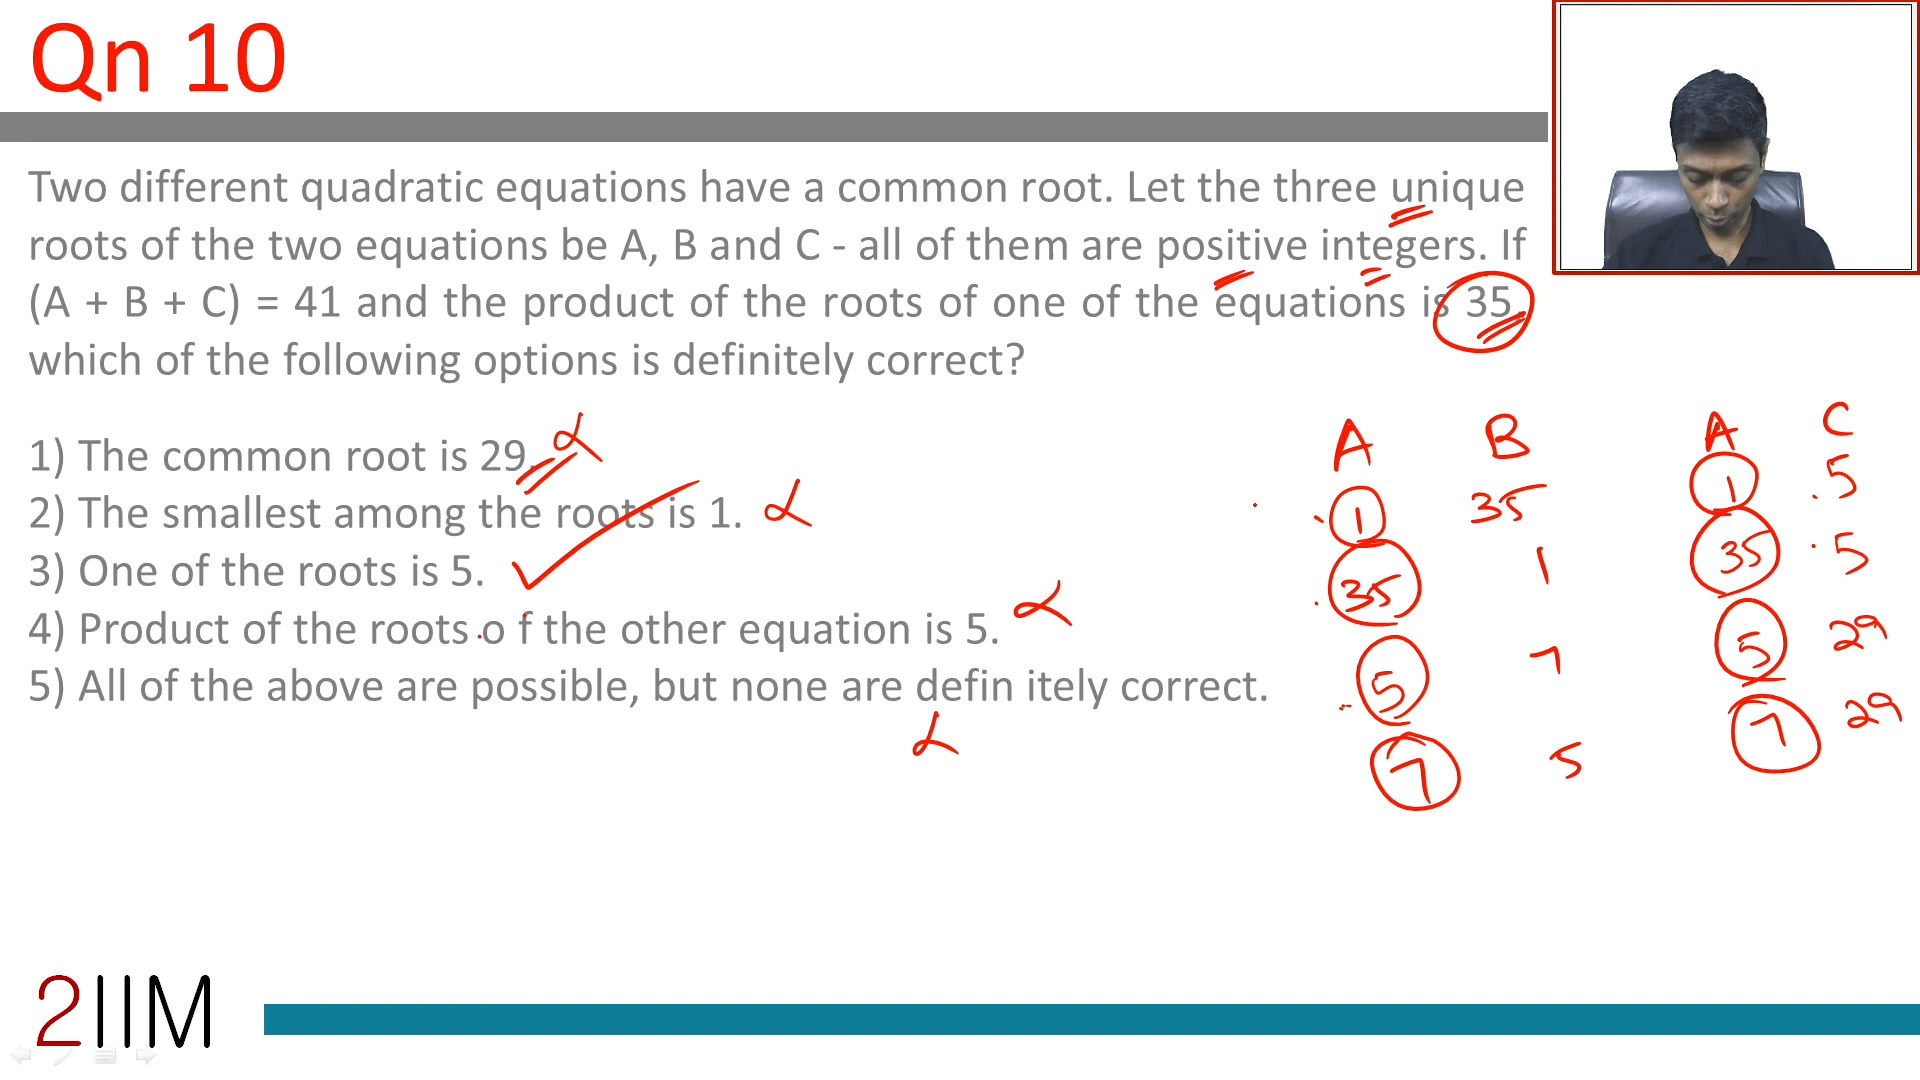 Qn 10
Two different quadratic equations have a common root. Let the three unique
roots of the two equations be A, B and C - all of them are positive integers. If
(A + B + C) = 41 and the product of the roots of one of the equations is 35,
which of the following options is definitely correct?
1) The common root is 29.
2) The smallest among the roots is 1.
3) One of the roots is 5.
4) Product of the roots o f the other equation is 5.
5) All of the above are possible, but none are defin itely correct.
A B A C
1 35 1 5
35 1 35 5
5 7 5 29
7 5 7 29
2IIM